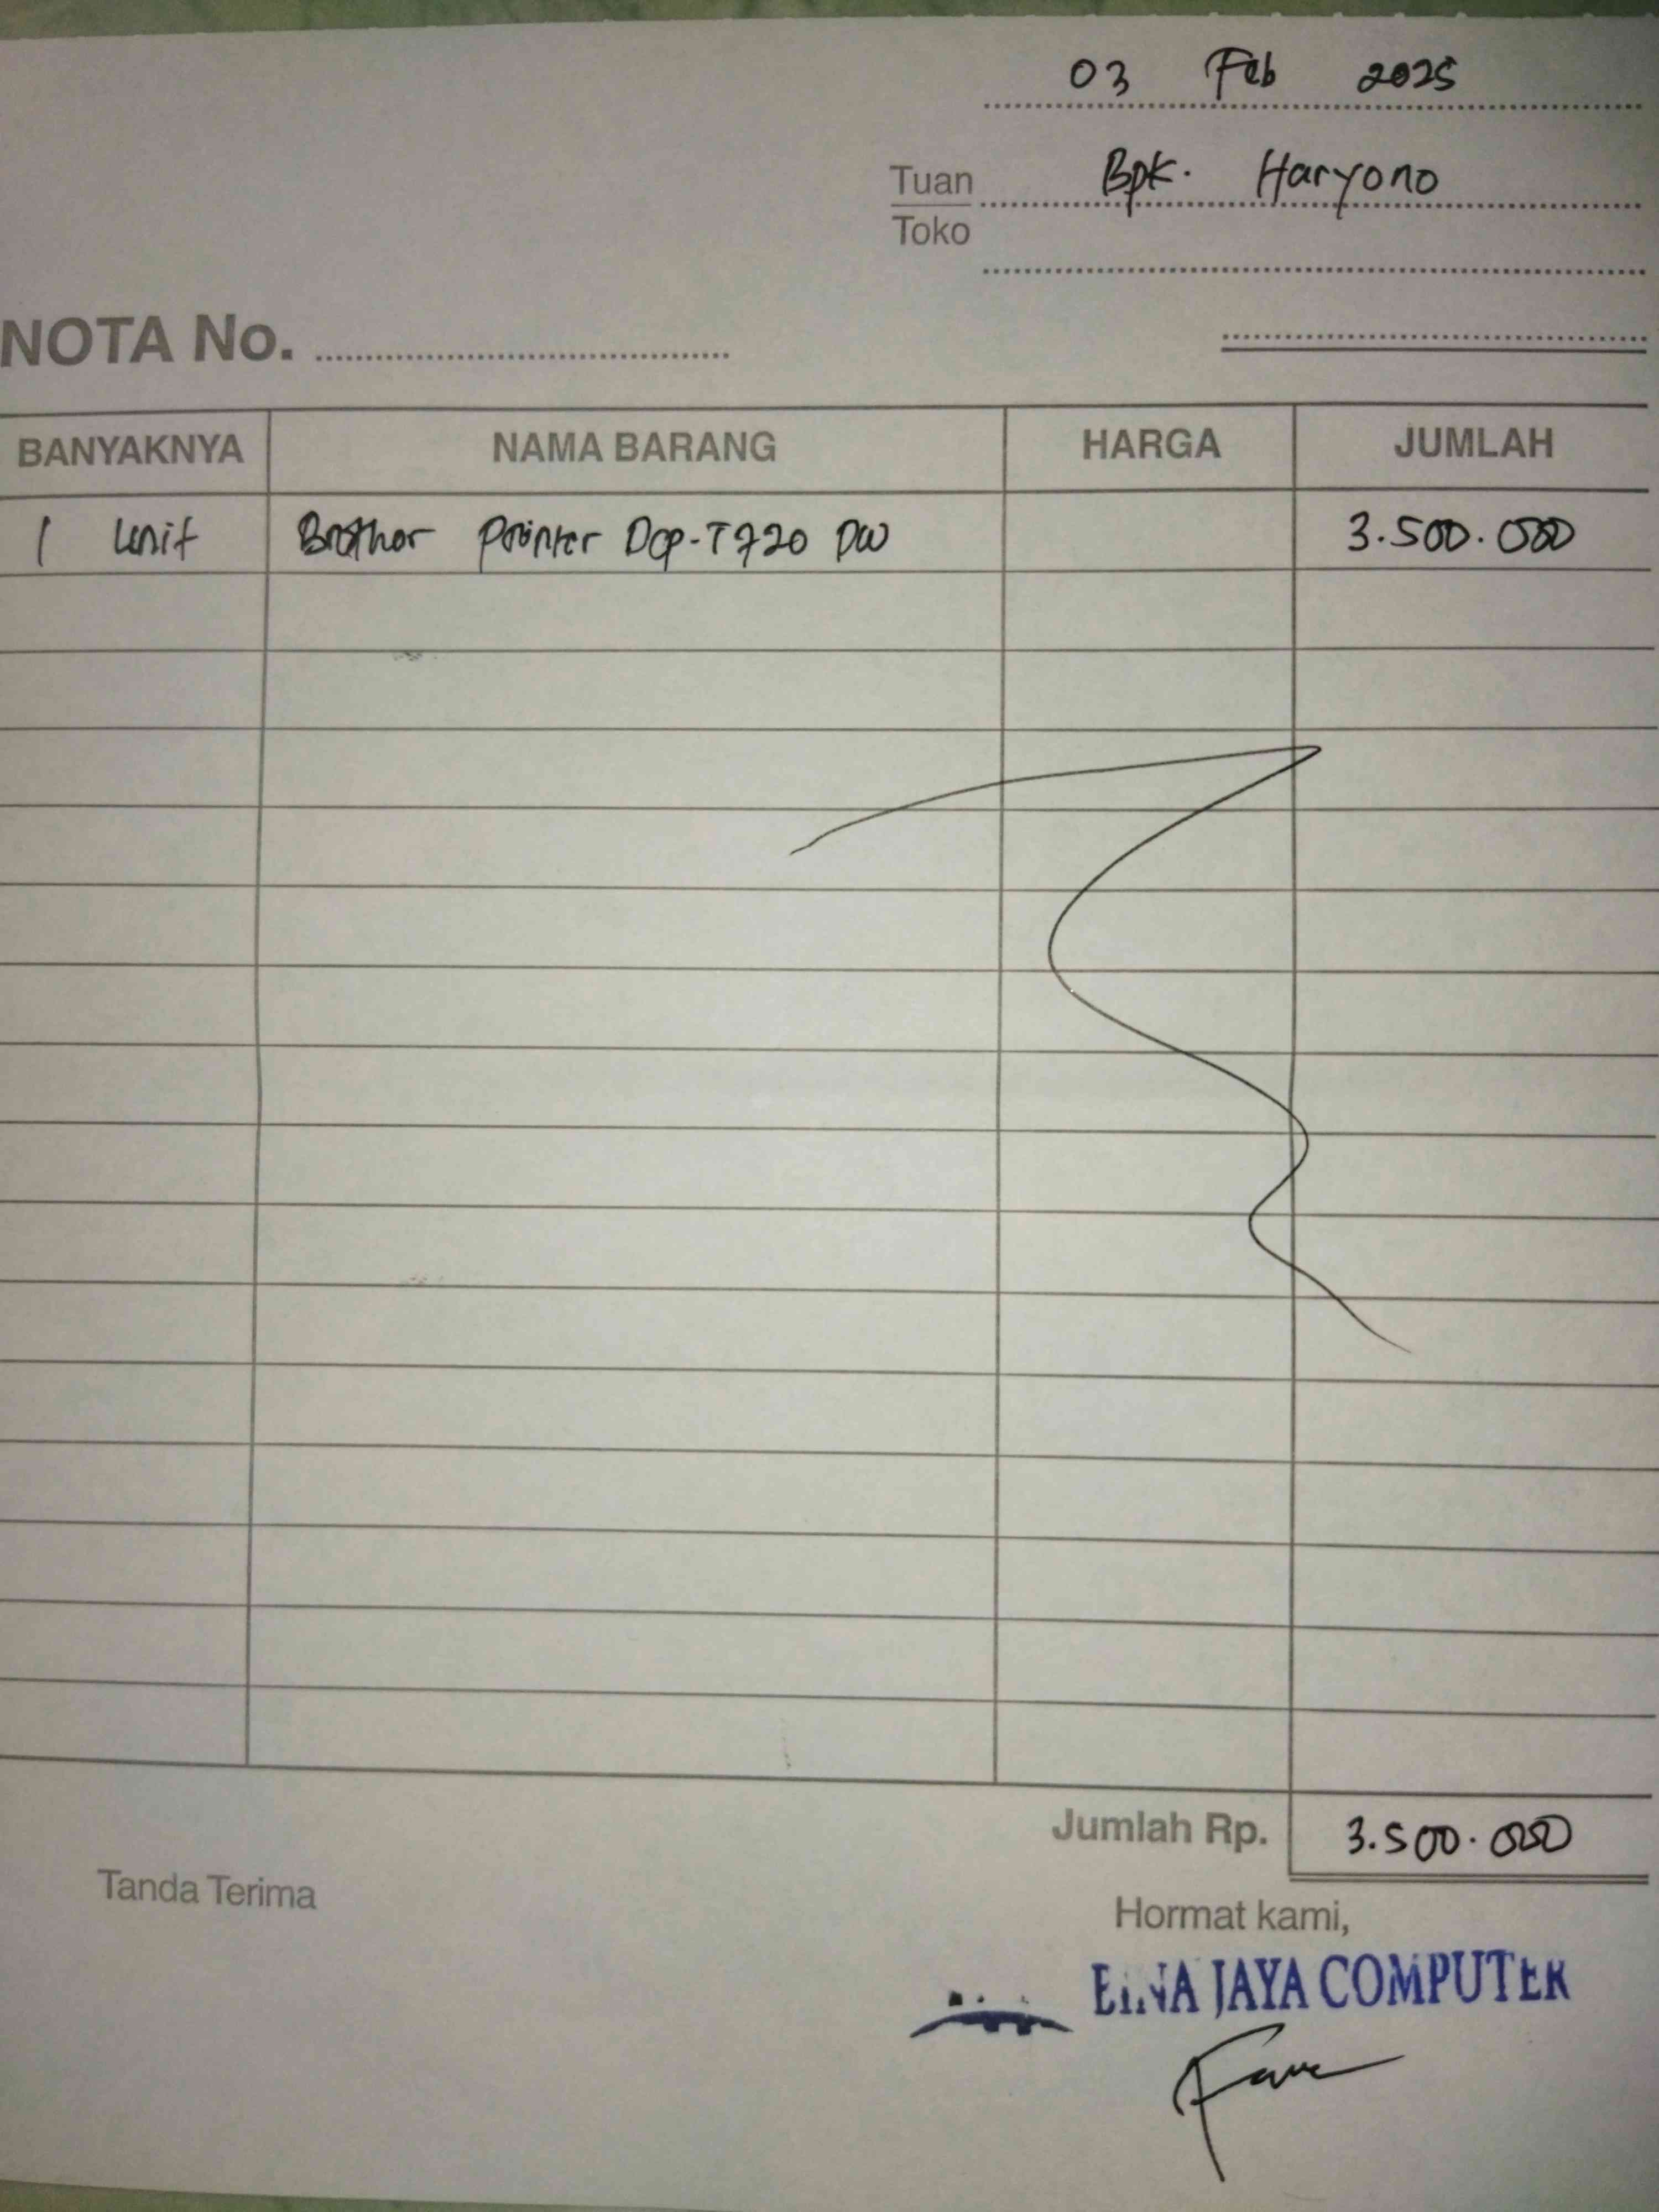 03 Feb 2025
Tuan Bpk. Haryono
Toko
NOTA No.
BANYAKNYA NAMA BARANG HARGA JUMLAH
1 Unit Brother Printer Dcp-T720 DW 3.500.000
Jumlah Rp. 3.500.000
Tanda Terima
Hormat kami,
BINA JAYA COMPUTER